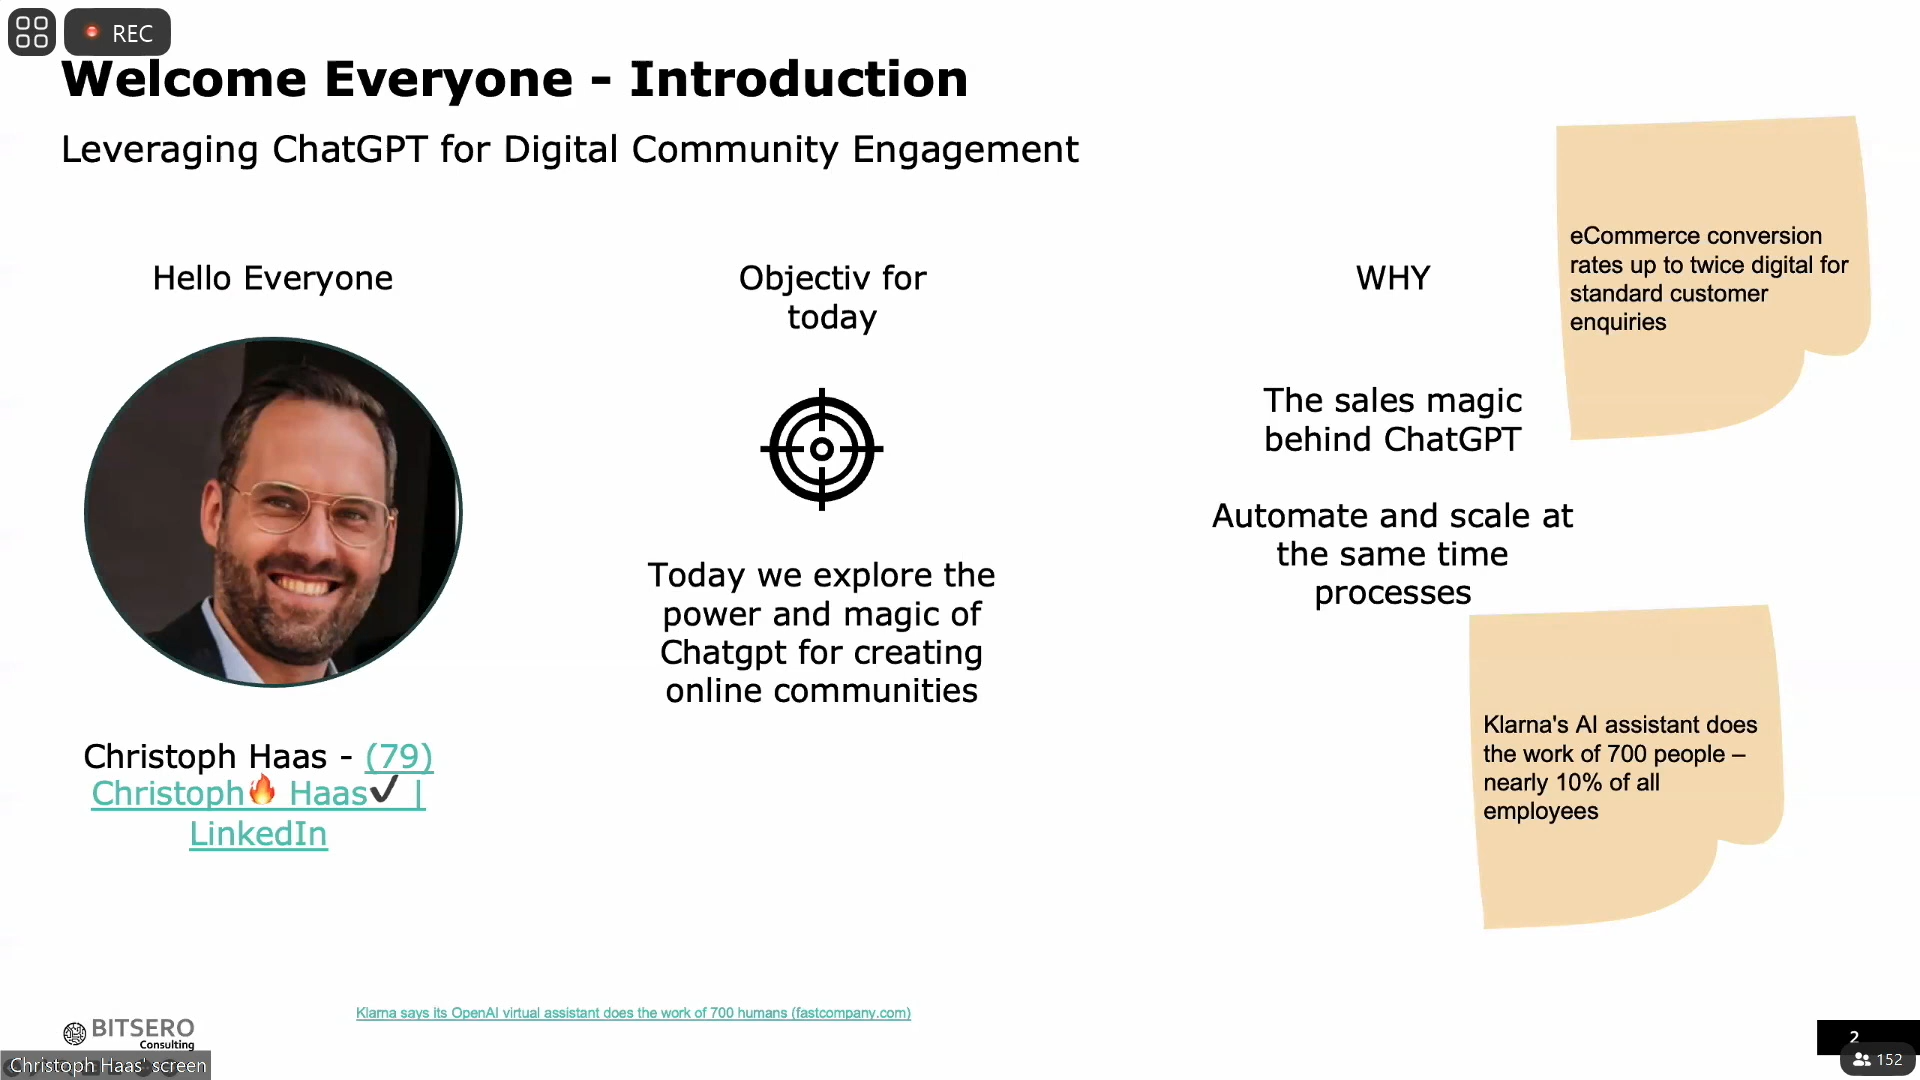 REC
Welcome Everyone - Introduction
Leveraging ChatGPT for Digital Community Engagement
Hello Everyone
Christoph Haas - (79)
Christoph🔥 Haas✔ |
LinkedIn
Objectiv for
today
Today we explore the
power and magic of
Chatgpt for creating
online communities
WHY
The sales magic
behind ChatGPT
Automate and scale at
the same time
processes
eCommerce conversion
rates up to twice digital for
standard customer
enquiries
Klarna's AI assistant does
the work of 700 people –
nearly 10% of all
employees
Klarna says its OpenAI virtual assistant does the work of 700 humans (fastcompany.com)
BITSERO
Consulting
Christoph Haas' screen
2
152